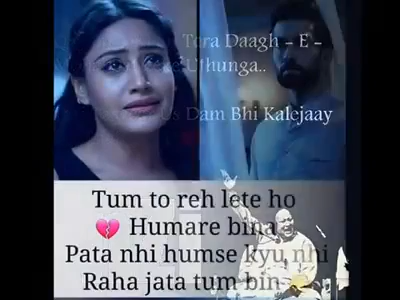 Tera Daagh - E -
Uthunga..
Dam Bhi Kalejaay
Tum to reh lete ho
💔 Humare bina
Pata nhi humse kyu nhi
Raha jata tum bin